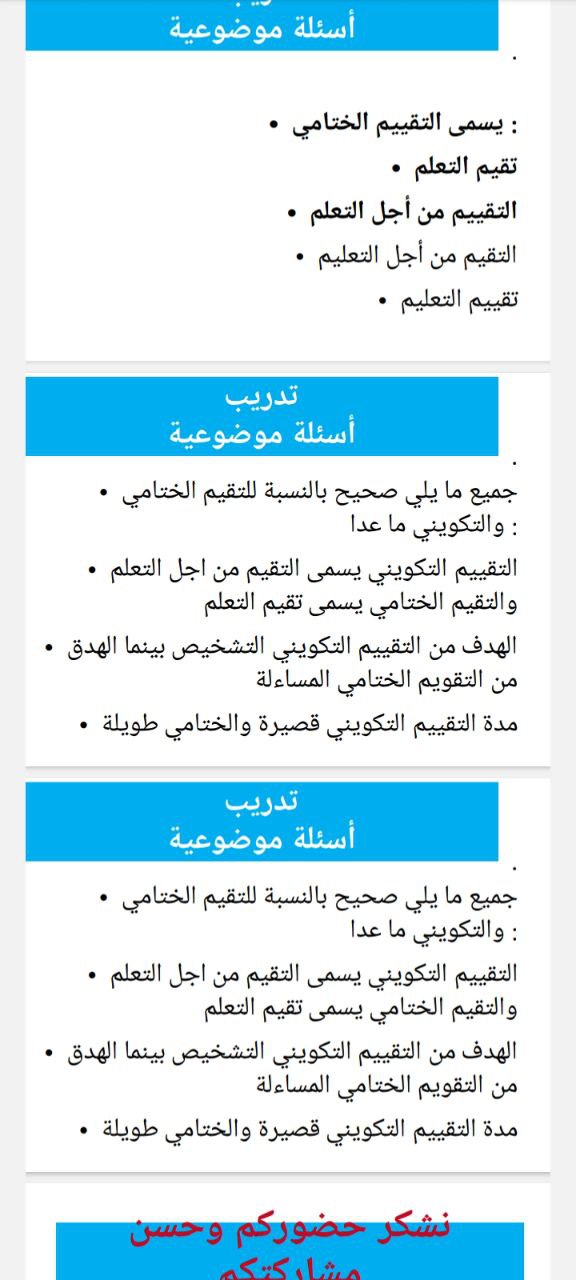 أسئلة موضوعية
.
يسمى التقييم الختامي :
• تقيم التعلم
• التقييم من أجل التعلم
• التقيم من أجل التعليم
• تقييم التعليم
تدريب
أسئلة موضوعية
.
• جميع ما يلي صحيح بالنسبة للتقيم الختامي
والتكويني ما عدا :
• التقييم التكويني يسمى التقيم من اجل التعلم
والتقيم الختامي يسمى تقيم التعلم
• الهدف من التقييم التكويني التشخيص بينما الهدق
من التقويم الختامي المساءلة
• مدة التقييم التكويني قصيرة والختامي طويلة
تدريب
أسئلة موضوعية
.
• جميع ما يلي صحيح بالنسبة للتقيم الختامي
والتكويني ما عدا :
• التقييم التكويني يسمى التقيم من اجل التعلم
والتقيم الختامي يسمى تقيم التعلم
• الهدف من التقييم التكويني التشخيص بينما الهدق
من التقويم الختامي المساءلة
• مدة التقييم التكويني قصيرة والختامي طويلة
نشكر حضوركم وحسن
مشاركتكم